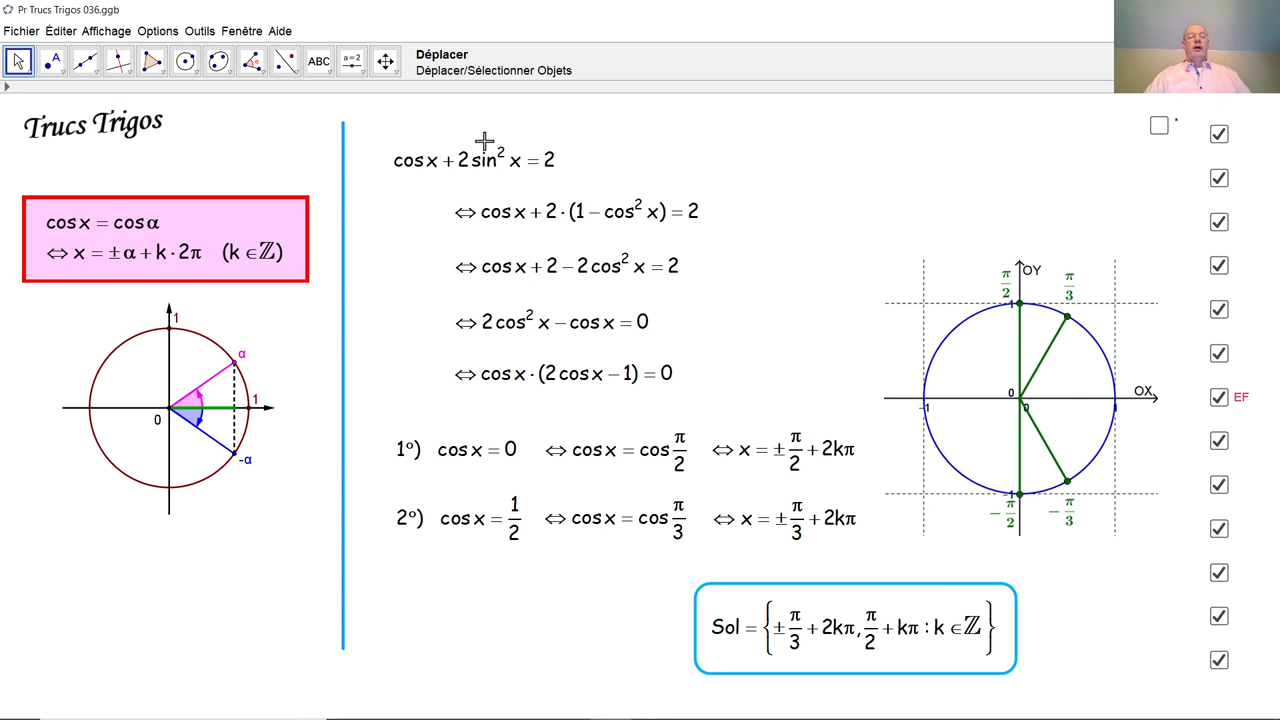 Pr Trucs Trigos 036.ggb
Fichier Éditer Affichage Options Outils Fenêtre Aide
A
ABC
a=2
Déplacer
Déplacer/Sélectionner Objets
Trucs Trigos
cos x = cos α
⇔ x = ± α + k · 2π (k ∈ ℤ)
1
α
1
0
-α
cos x + 2 sin² x = 2
⇔ cos x + 2 · (1 − cos² x) = 2
⇔ cos x + 2 − 2 cos² x = 2
⇔ 2 cos² x − cos x = 0
⇔ cos x · (2 cos x − 1) = 0
1°) cos x = 0 ⇔ cos x = cos π/2 ⇔ x = ± π/2 + 2kπ
2°) cos x = 1/2 ⇔ cos x = cos π/3 ⇔ x = ± π/3 + 2kπ
Sol = { ± π/3 + 2kπ, π/2 + kπ : k ∈ ℤ }
π/2 OY π/3
1
0 OX
-1 0 1
-1
− π/2 − π/3
*
EF